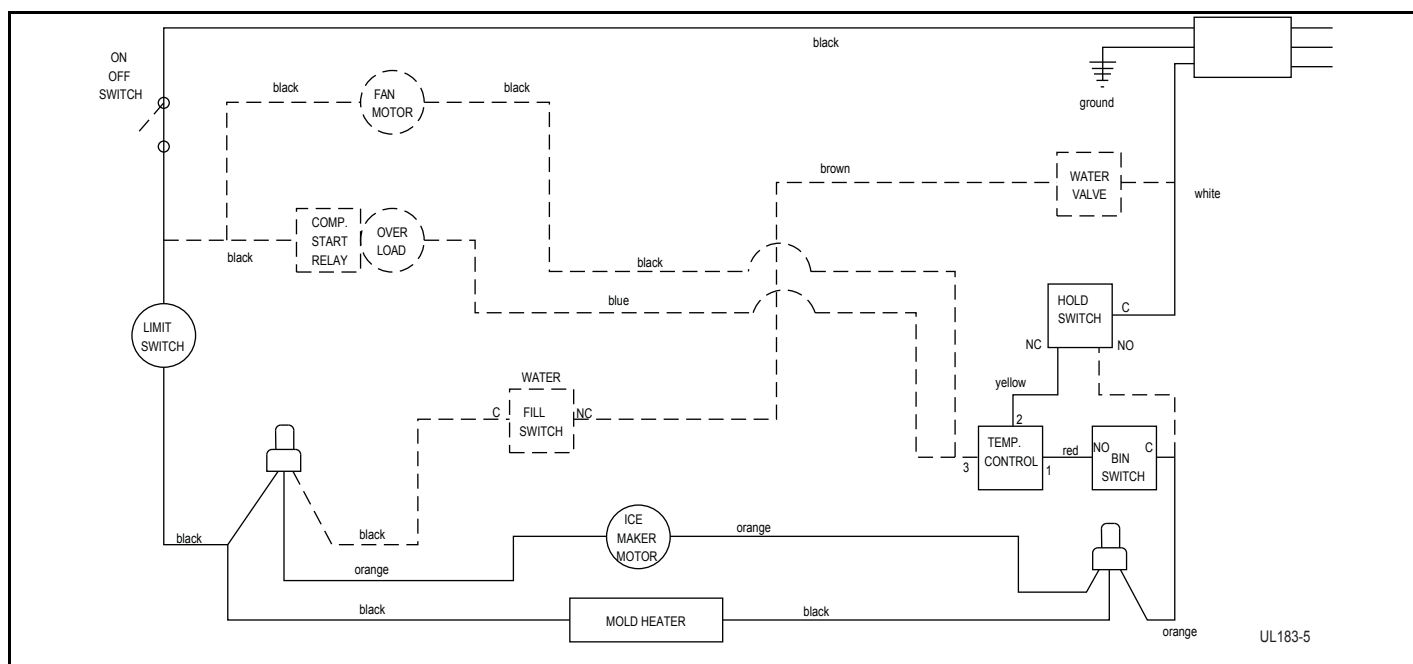 black
ON
OFF
SWITCH
ground
black
FAN
MOTOR
black
brown
WATER
VALVE
white
COMP.
START
RELAY
OVER
LOAD
black
black
blue
HOLD
SWITCH
C
NC
NO
LIMIT
SWITCH
yellow
WATER
C
FILL
SWITCH
NC
2
3
TEMP.
CONTROL
1
red
NO
C
BIN
SWITCH
black
black
orange
ICE
MAKER
MOTOR
orange
black
MOLD HEATER
black
orange
UL183-5